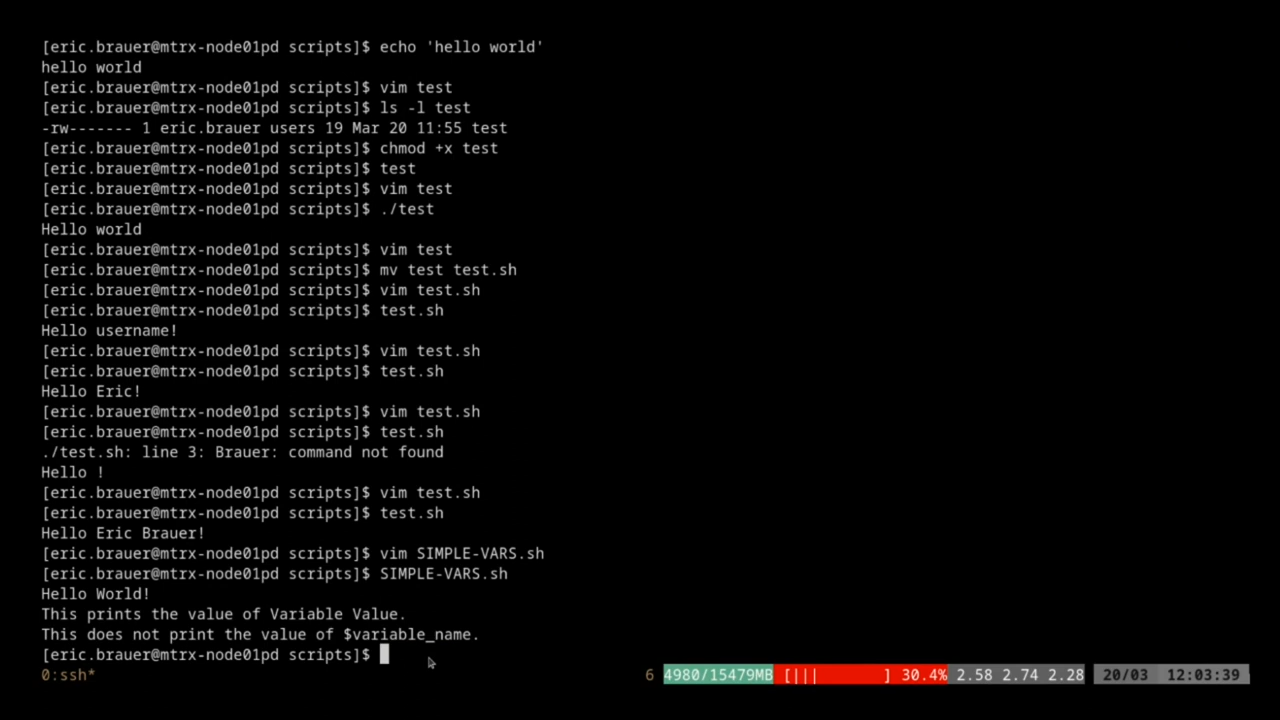 [eric.brauer@mtrx-node01pd scripts]$ echo 'hello world'
hello world
[eric.brauer@mtrx-node01pd scripts]$ vim test
[eric.brauer@mtrx-node01pd scripts]$ ls -l test
-rw------- 1 eric.brauer users 19 Mar 20 11:55 test
[eric.brauer@mtrx-node01pd scripts]$ chmod +x test
[eric.brauer@mtrx-node01pd scripts]$ test
[eric.brauer@mtrx-node01pd scripts]$ vim test
[eric.brauer@mtrx-node01pd scripts]$ ./test
Hello world
[eric.brauer@mtrx-node01pd scripts]$ vim test
[eric.brauer@mtrx-node01pd scripts]$ mv test test.sh
[eric.brauer@mtrx-node01pd scripts]$ vim test.sh
[eric.brauer@mtrx-node01pd scripts]$ test.sh
Hello username!
[eric.brauer@mtrx-node01pd scripts]$ vim test.sh
[eric.brauer@mtrx-node01pd scripts]$ test.sh
Hello Eric!
[eric.brauer@mtrx-node01pd scripts]$ vim test.sh
[eric.brauer@mtrx-node01pd scripts]$ test.sh
./test.sh: line 3: Brauer: command not found
Hello !
[eric.brauer@mtrx-node01pd scripts]$ vim test.sh
[eric.brauer@mtrx-node01pd scripts]$ test.sh
Hello Eric Brauer!
[eric.brauer@mtrx-node01pd scripts]$ vim SIMPLE-VARS.sh
[eric.brauer@mtrx-node01pd scripts]$ SIMPLE-VARS.sh
Hello World!
This prints the value of Variable Value.
This does not print the value of $variable_name.
[eric.brauer@mtrx-node01pd scripts]$
0:ssh* 6 4980/15479MB [||| ] 30.4% 2.58 2.74 2.28 20/03 12:03:39